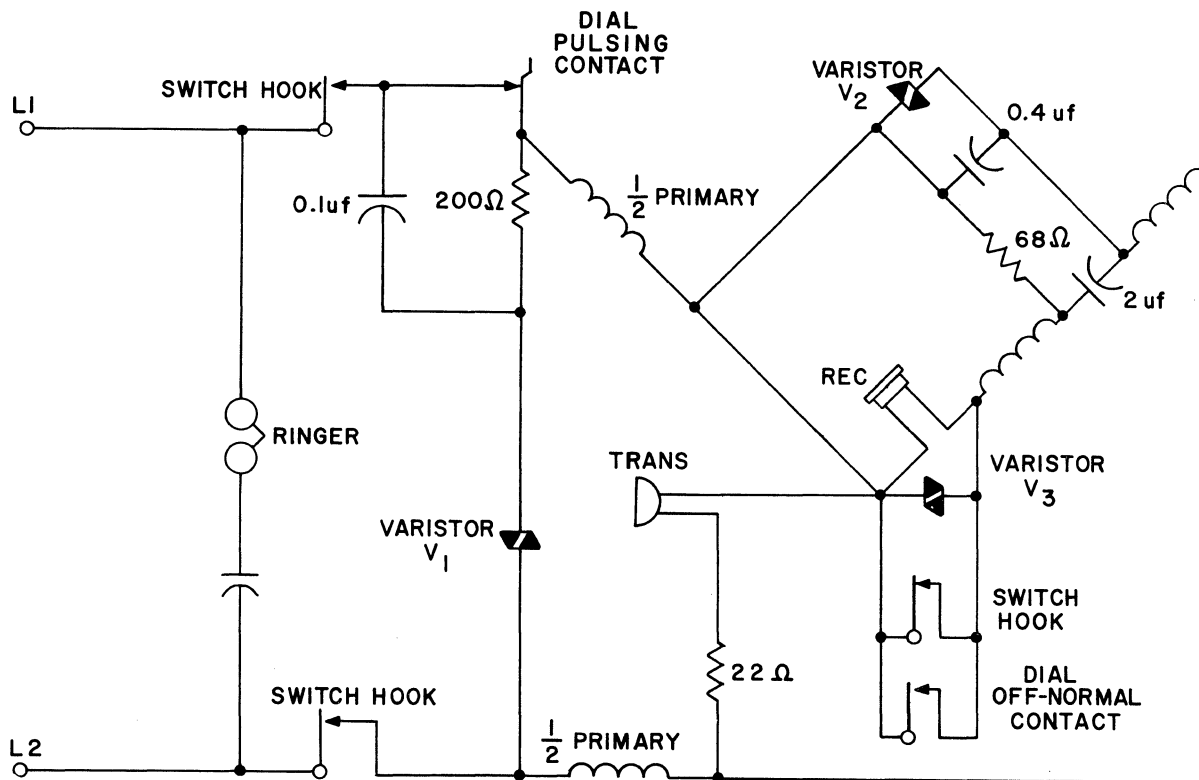 DIAL
PULSING
CONTACT
SWITCH HOOK
L1
VARISTOR
V2
0.4 uf
0.1uf
200Ω
1/2 PRIMARY
68Ω
2 uf
REC
RINGER
TRANS
VARISTOR
V3
VARISTOR
V1
SWITCH
HOOK
22Ω
DIAL
OFF-NORMAL
CONTACT
SWITCH HOOK
1/2 PRIMARY
L2